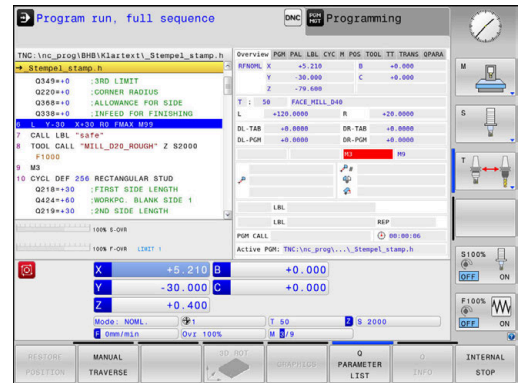 Program run, full sequence
DNC
PGM MGT
Programming
TNC:\nc_prog\BHB\Klartext\_Stempel_stamp.h
→_Stempel_stamp.h
Q349=+0 ;3RD LIMIT
Q220=+0 ;CORNER RADIUS
Q368=+0 ;ALLOWANCE FOR SIDE
Q338=+0 ;INFEED FOR FINISHING
6 L Y-30 X+30 R0 FMAX M99
7 CALL LBL "safe"
8 TOOL CALL "MILL_D20_ROUGH" Z S2000
F1000
9 M3
10 CYCL DEF 256 RECTANGULAR STUD
Q218=+30 ;FIRST SIDE LENGTH
Q424=+60 ;WORKPC. BLANK SIDE 1
Q219=+30 ;2ND SIDE LENGTH
100% S-OVR
100% F-OVR LIMIT 1
Overview PGM PAL LBL CYC M POS TOOL TT TRANS QPARA
RFNOML X +5.210 B +0.000
Y -30.000 C +0.000
Z -79.600
T : 50 FACE_MILL_D40
L +120.0000 R +20.0000
DL-TAB +0.0000 DR-TAB +0.0000
DL-PGM +0.0000 DR-PGM +0.0000
M3 M9
P#
LBL
LBL REP
PGM CALL 00:00:06
Active PGM: TNC:\nc_prog\...\_Stempel_stamp.h
X +5.210 B +0.000
Y -30.000 C +0.000
Z +0.400
Mode: NOML. 1 T 50 Z S 2000
F 0mm/min Ovr 100% M 5/9
M
S
T
S100%
OFF ON
F100%
OFF ON
RESTORE POSITION
MANUAL TRAVERSE
3D ROT
GRAPHICS
Q PARAMETER LIST
Q INFO
INTERNAL STOP